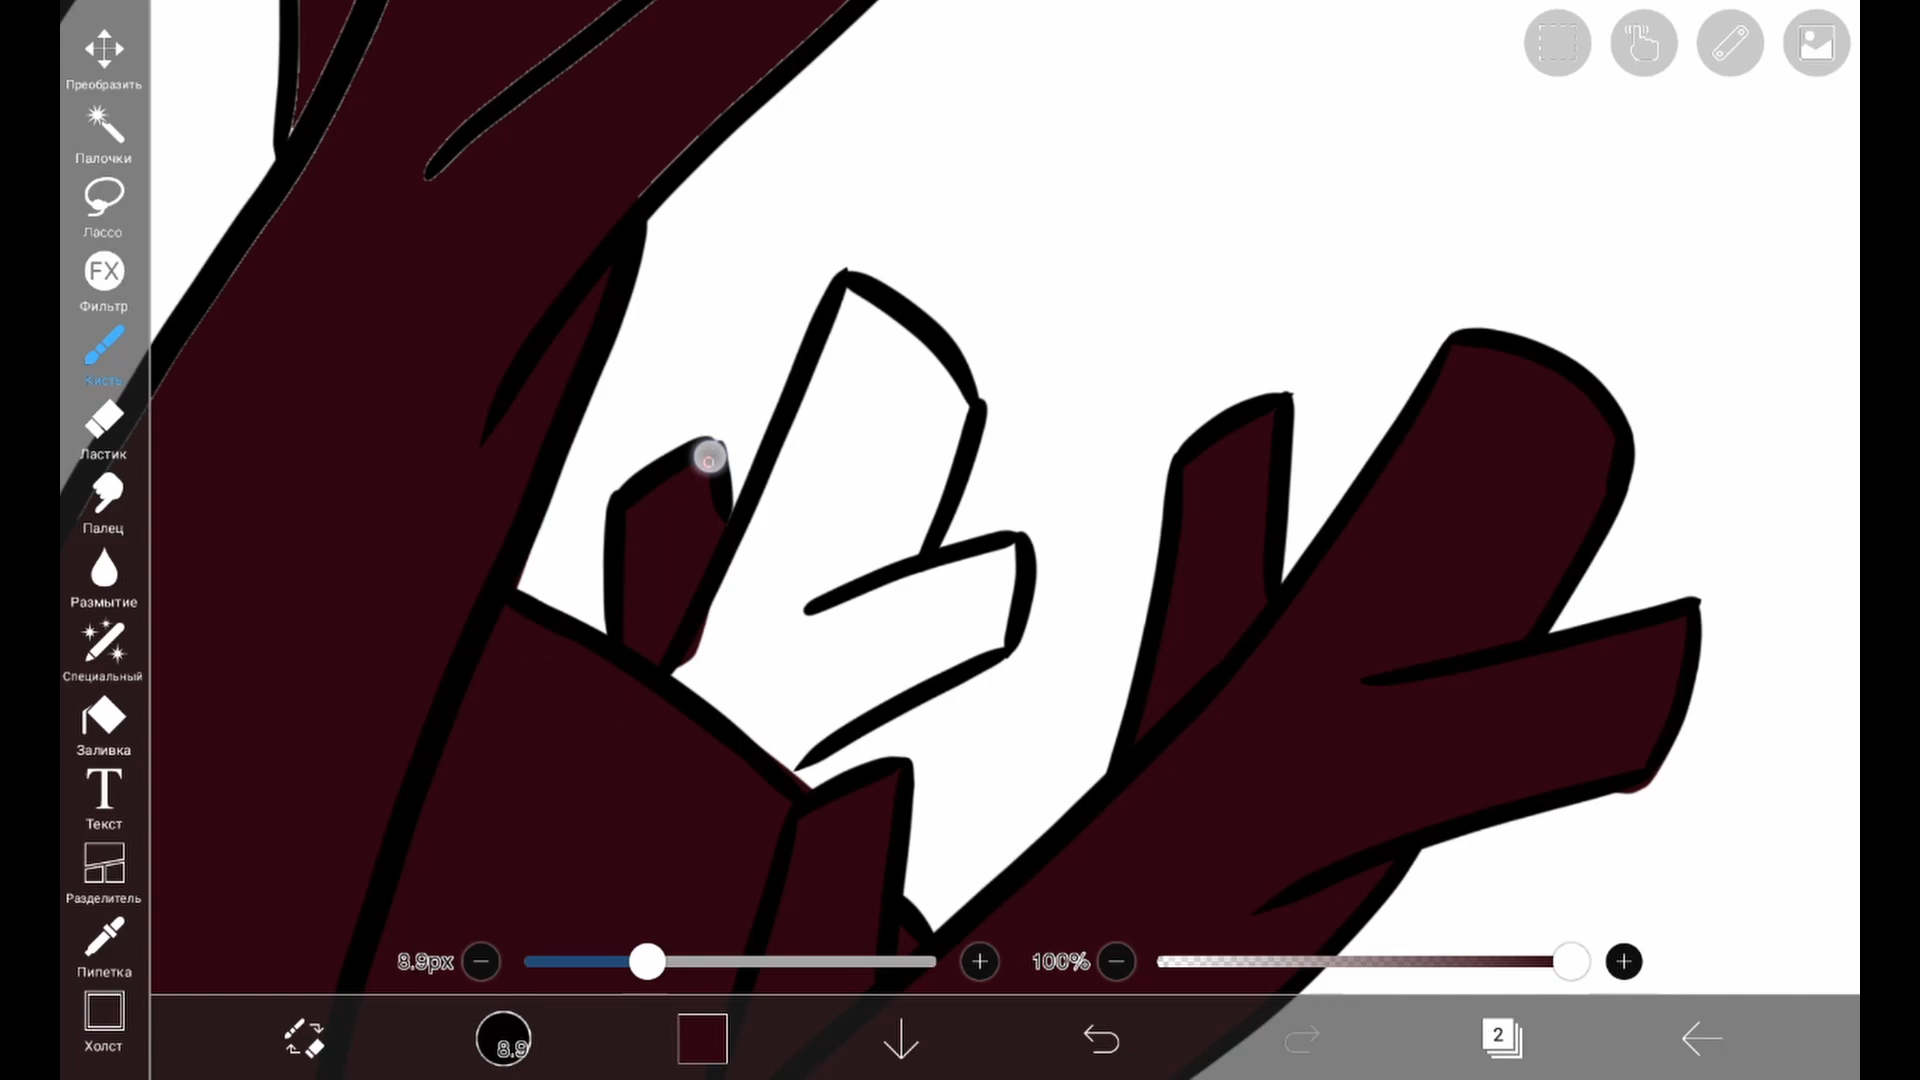 Преобразить
Палочки
Лассо
FX
Фильтр
Кисть
Ластик
Палец
Размытие
Специальный
Заливка
T
Текст
Разделитель
Пипетка
Холст
8.9px
100%
8.9
2